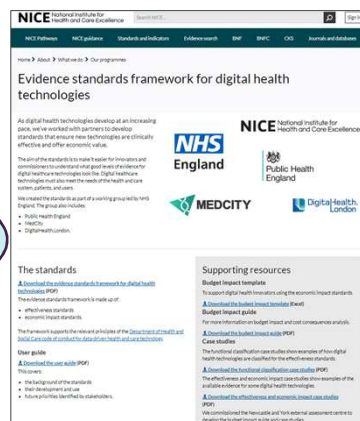 NICE National Institute for
Health and Care Excellence
Search NICE...
Sign in
NICE Pathways
NICE guidance
Standards and indicators
Evidence search
BNF
BNFC
CKS
Journals and databases
Home > About > What we do > Our programmes
Evidence standards framework for digital health
technologies
As digital health technologies develop at an increasing
pace, we've worked with partners to develop
standards that ensure new technologies are clinically
effective and offer economic value.
The aim of the standards is to make it easier for innovators and
commissioners to understand what good levels of evidence for
digital healthcare technologies look like. Digital healthcare
technologies must also meet the needs of the health and care
system, patients, and users.
We created the standards as part of a working group led by NHS
England. The group also includes:
• Public Health England
• MedCity
• DigitalHealth.London
NICE National Institute for
Health and Care Excellence
NHS
England
Public Health
England
MEDCITY
DigitalHealth.
London
The standards
Download the evidence standards framework for digital health
technologies (PDF)
The evidence standards framework is made up of:
• effectiveness standards
• economic impact standards.
The framework supports the relevant principles of the Department of Health and
Social Care code of conduct for data-driven health and care technology.
User guide
Download the user guide (PDF)
This covers:
• the background of the standards
• their development and use
• future priorities identified by stakeholders.
Supporting resources
Budget impact template
To support digital health innovators using the economic impact standards.
Download the budget impact template (Excel)
Budget impact guide
For more information on budget impact and cost consequences analysis.
Download the budget impact guide (PDF)
Case studies
The functional classification case studies show examples of how digital
health technologies are classified for the effectiveness standards.
Download the functional classification case studies (PDF)
The effectiveness and economic impact case studies show examples of the
available evidence for some digital health technologies.
Download the effectiveness and economic impact case studies
(PDF)
We commissioned the Newcastle and York external assessment centre to
develop the budget impact guide and case studies.